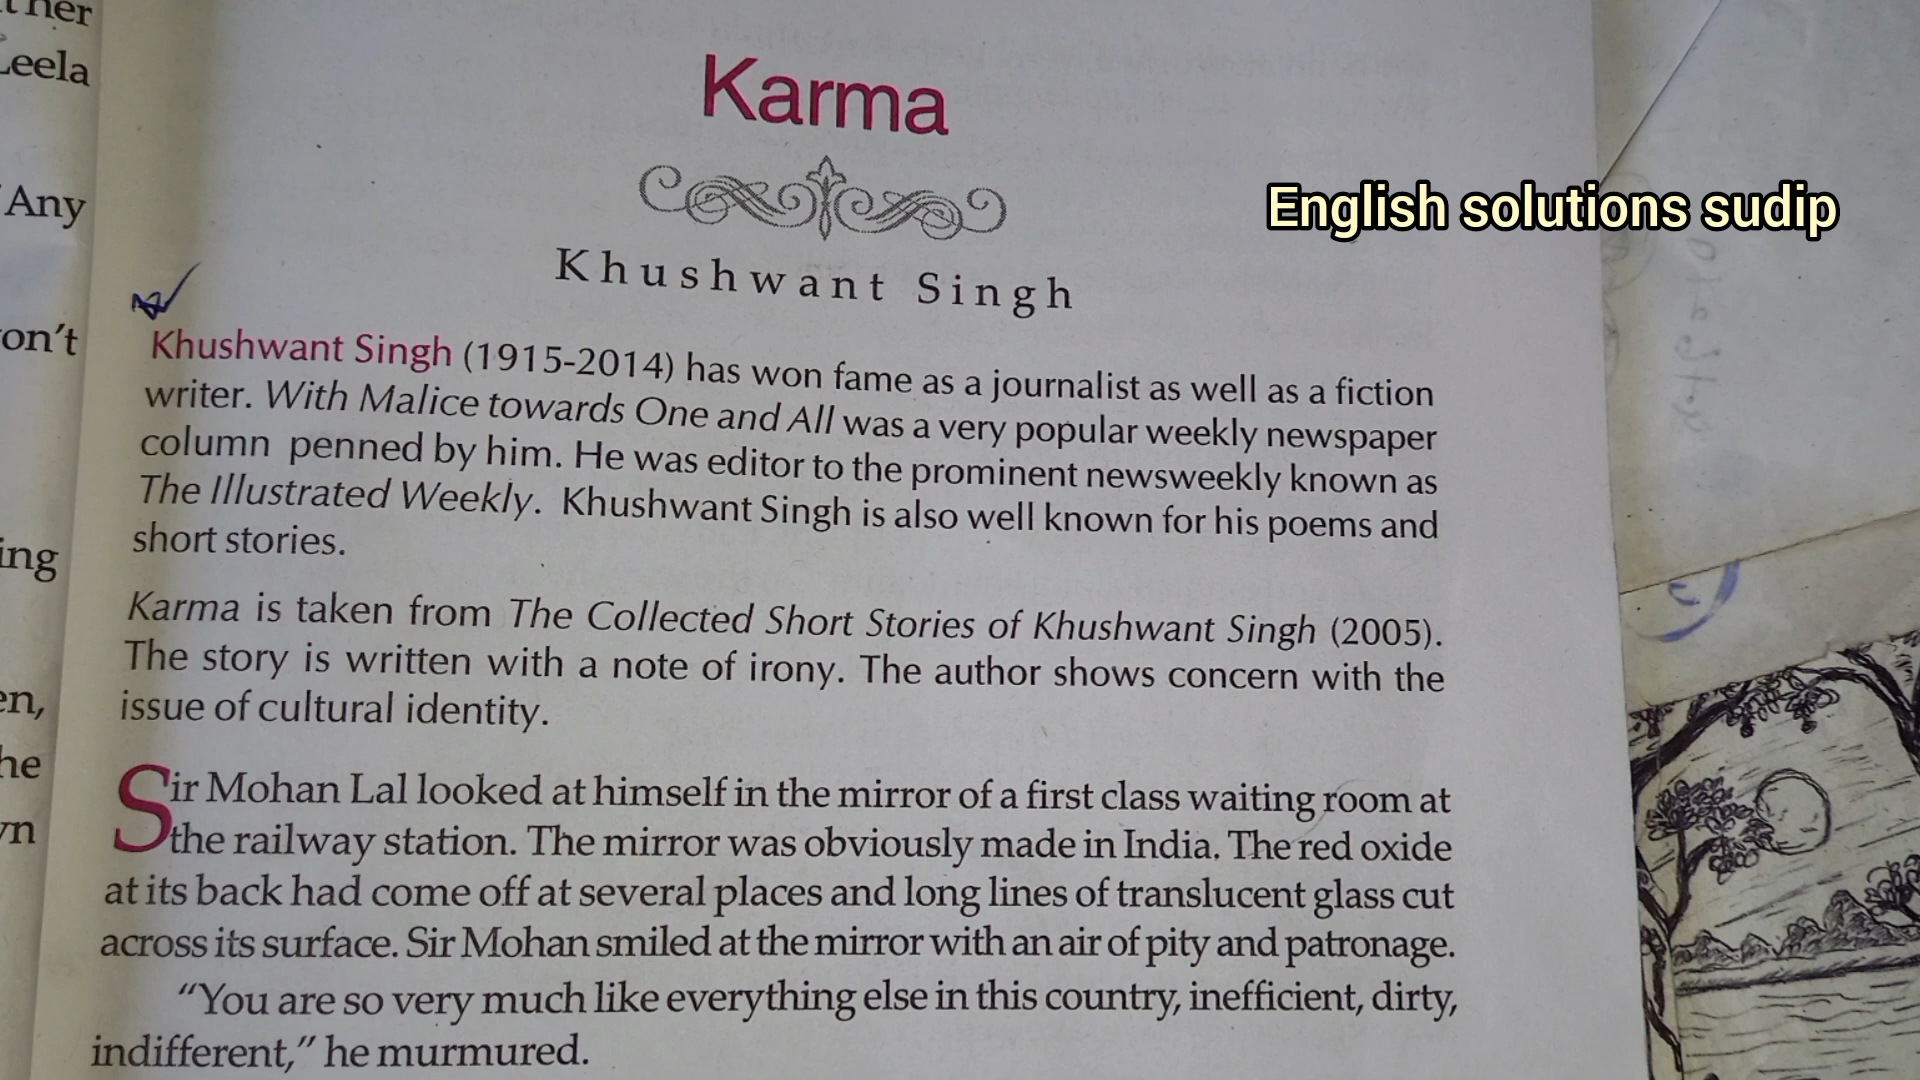 ther
Leela
Any
on't
ing
en,
he
vn
Karma
English solutions sudip
Khushwant Singh
Khushwant Singh (1915-2014) has won fame as a journalist as well as a fiction
writer. With Malice towards One and All was a very popular weekly newspaper
column penned by him. He was editor to the prominent newsweekly known as
The Illustrated Weekly. Khushwant Singh is also well known for his poems and
short stories.
Karma is taken from The Collected Short Stories of Khushwant Singh (2005).
The story is written with a note of irony. The author shows concern with the
issue of cultural identity.
Sir Mohan Lal looked at himself in the mirror of a first class waiting room at
the railway station. The mirror was obviously made in India. The red oxide
at its back had come off at several places and long lines of translucent glass cut
across its surface. Sir Mohan smiled at the mirror with an air of pity and patronage.
"You are so very much like everything else in this country, inefficient, dirty,
indifferent," he murmured.